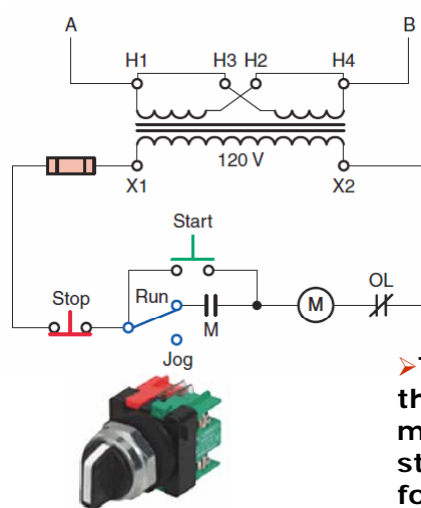 A B
H1 H3 H2 H4
120 V
X1 X2
Start
Stop Run M OL
M
Jog
➢T
th
m
st
fo